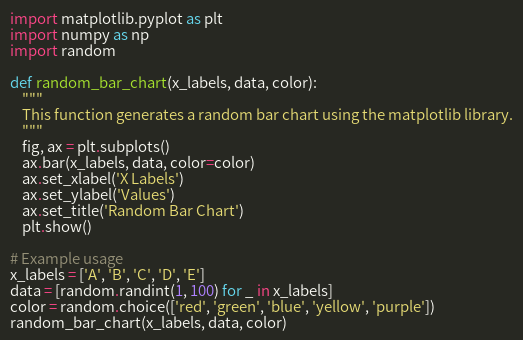 import matplotlib.pyplot as plt
import numpy as np
import random

def random_bar_chart(x_labels, data, color):
    """
    This function generates a random bar chart using the matplotlib library.
    """
    fig, ax = plt.subplots()
    ax.bar(x_labels, data, color=color)
    ax.set_xlabel('X Labels')
    ax.set_ylabel('Values')
    ax.set_title('Random Bar Chart')
    plt.show()

# Example usage
x_labels = ['A', 'B', 'C', 'D', 'E']
data = [random.randint(1, 100) for _ in x_labels]
color = random.choice(['red', 'green', 'blue', 'yellow', 'purple'])
random_bar_chart(x_labels, data, color)